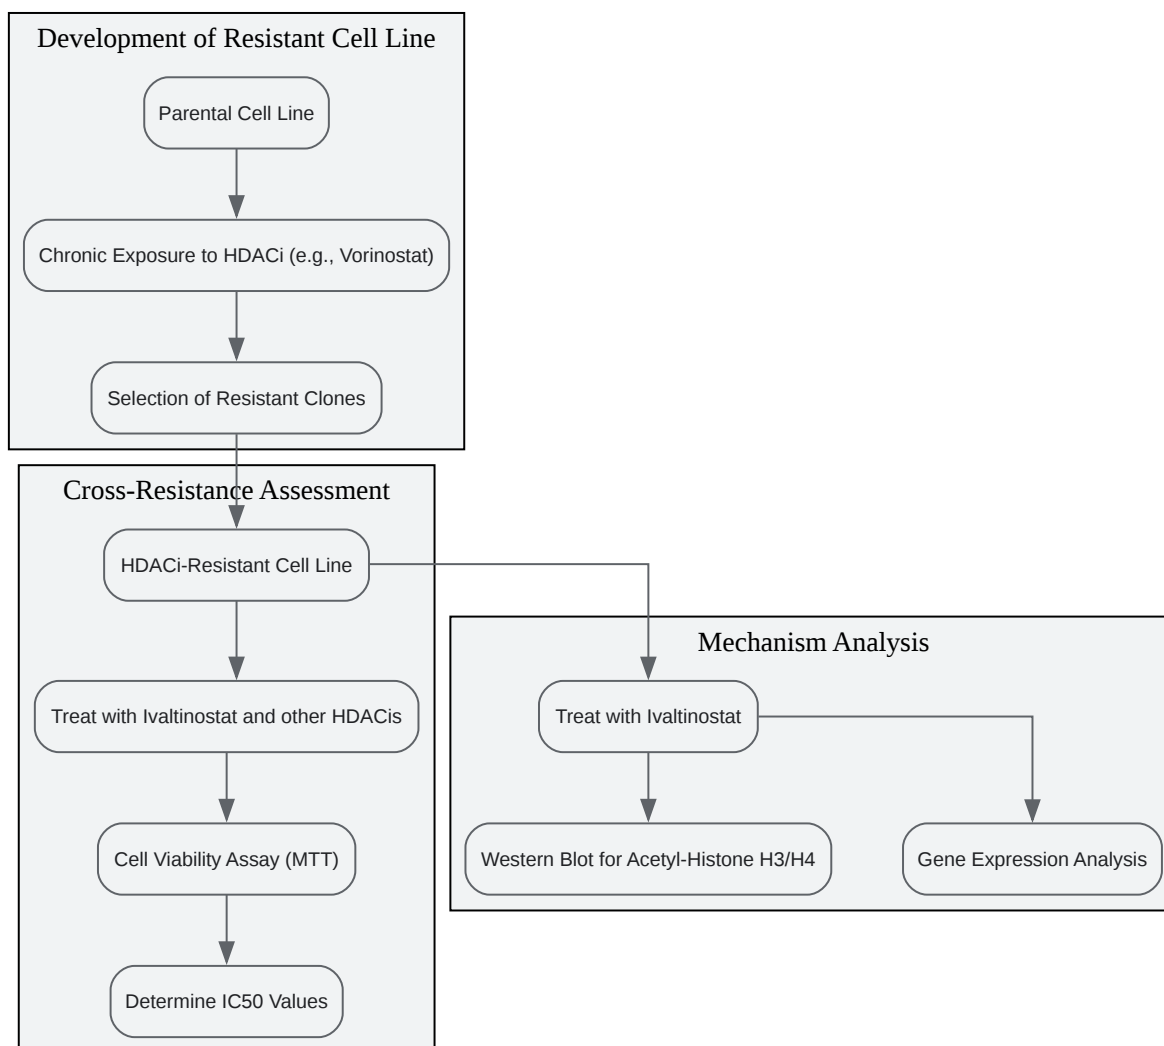 Development of Resistant Cell Line
Parental Cell Line
Chronic Exposure to HDACi (e.g., Vorinostat)
Selection of Resistant Clones
Cross-Resistance Assessment
HDACi-Resistant Cell Line
Treat with Ivaltinostat and other HDACis
Cell Viability Assay (MTT)
Determine IC50 Values
Mechanism Analysis
Treat with Ivaltinostat
Western Blot for Acetyl-Histone H3/H4
Gene Expression Analysis